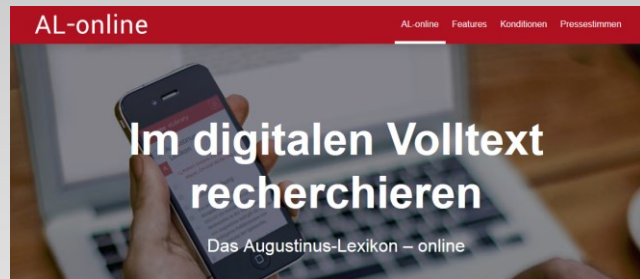 AL-online
AL-online Features Konditionen Pressestimmen
Im digitalen Volltext
recherchieren
Das Augustinus-Lexikon – online